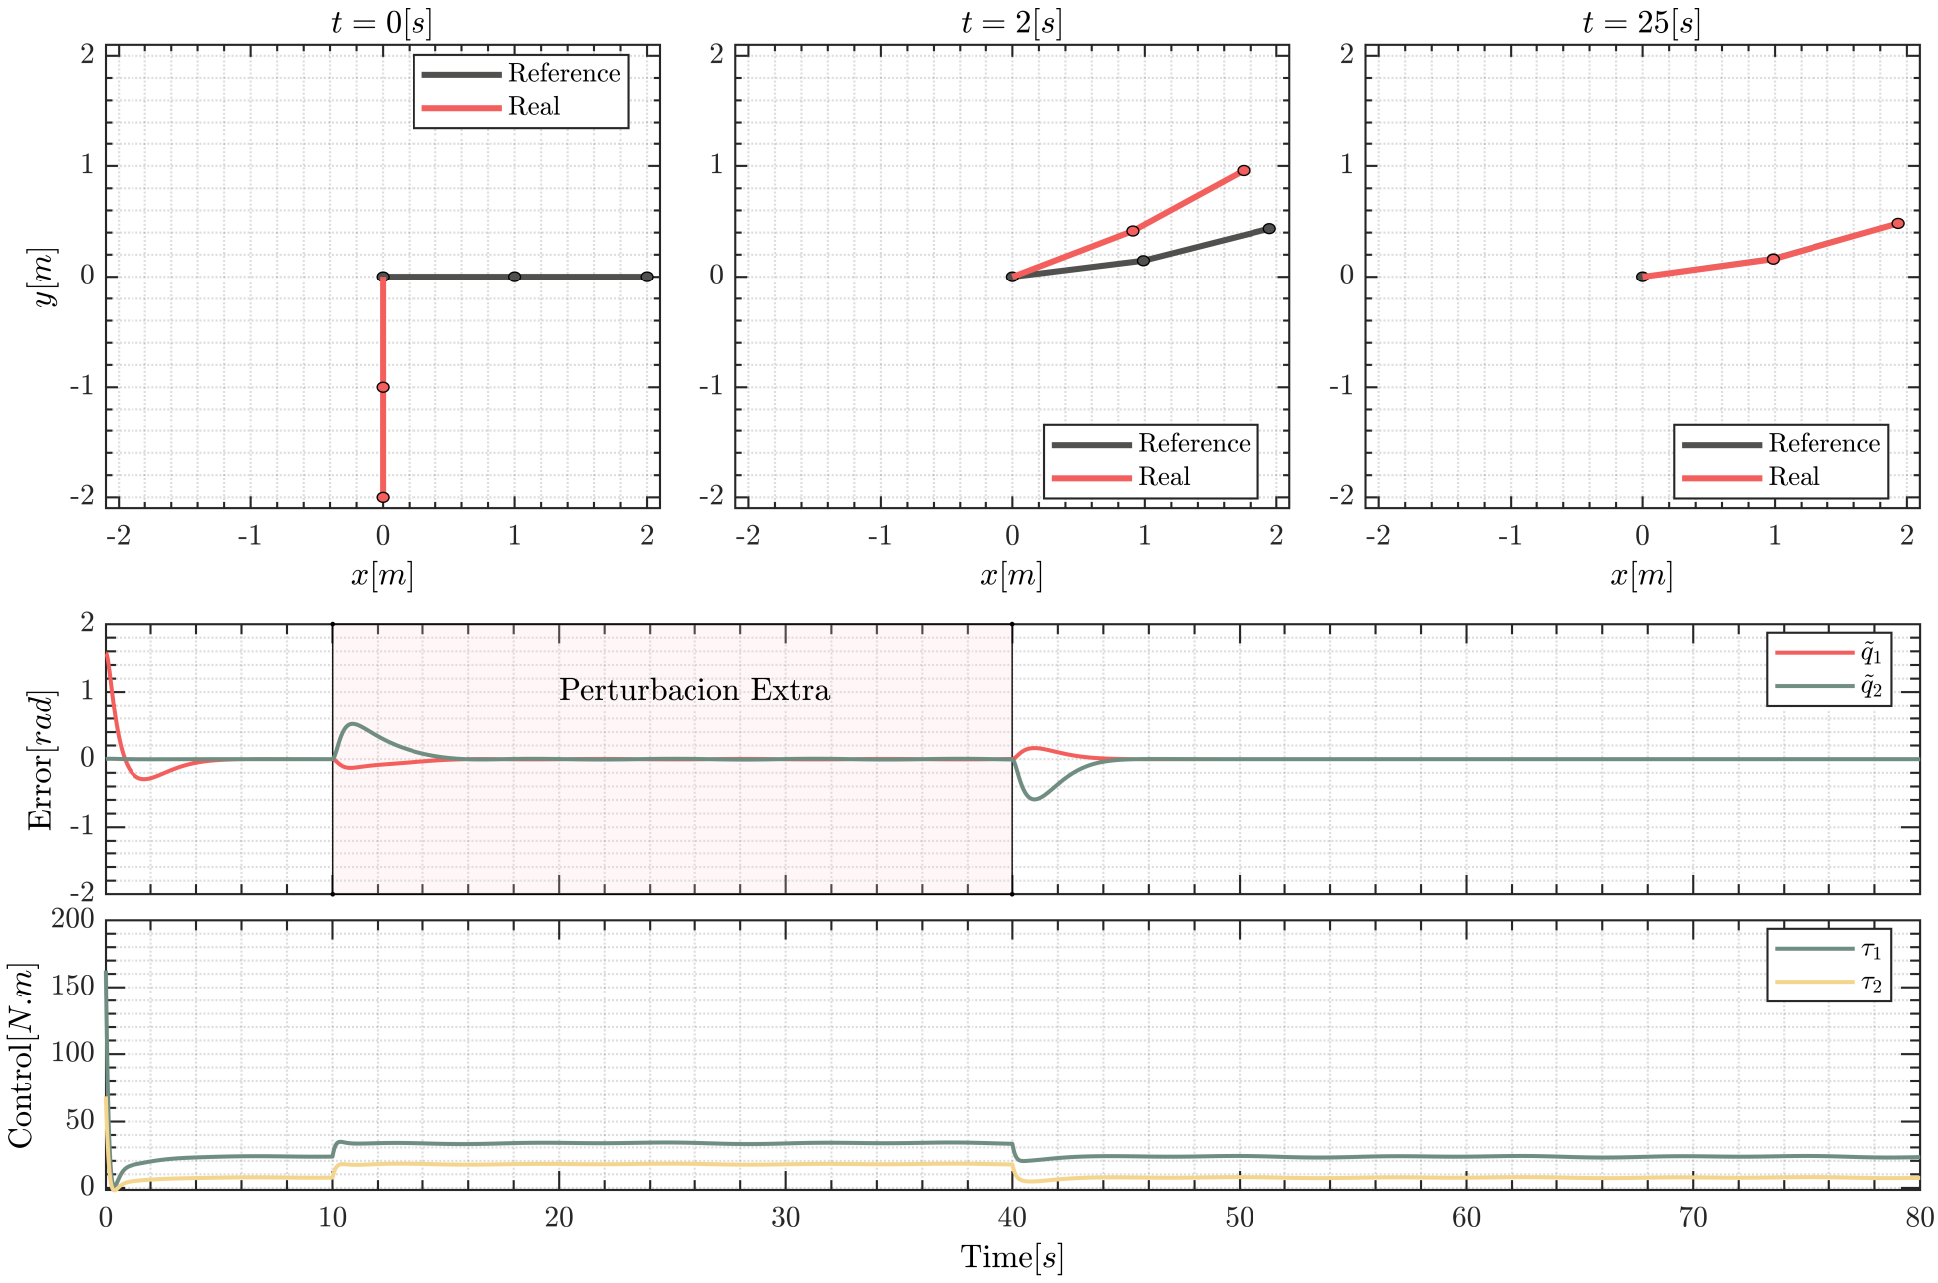 t = 0[s]
t = 2[s]
t = 25[s]
2
1
0
-1
-2
y[m]
Reference
Real
-2
-1
0
1
2
x[m]
2
1
0
-1
-2
Reference
Real
-2
-1
0
1
2
x[m]
2
1
0
-1
-2
Reference
Real
-2
-1
0
1
2
x[m]
2
1
0
-1
-2
Error[rad]
Perturbacion Extra
q̃₁
q̃₂
200
150
100
50
0
Control[N.m]
τ₁
τ₂
0
10
20
30
40
50
60
70
80
Time[s]